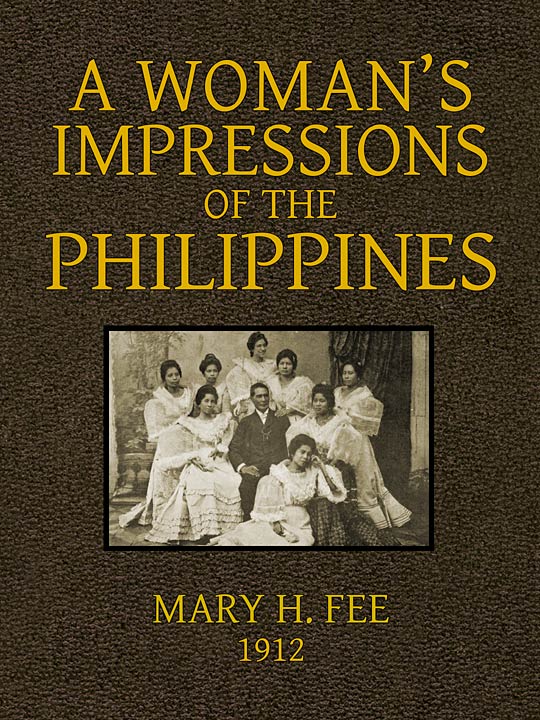 A WOMAN’S
IMPRESSIONS
OF THE
PHILIPPINES
MARY H. FEE
1912